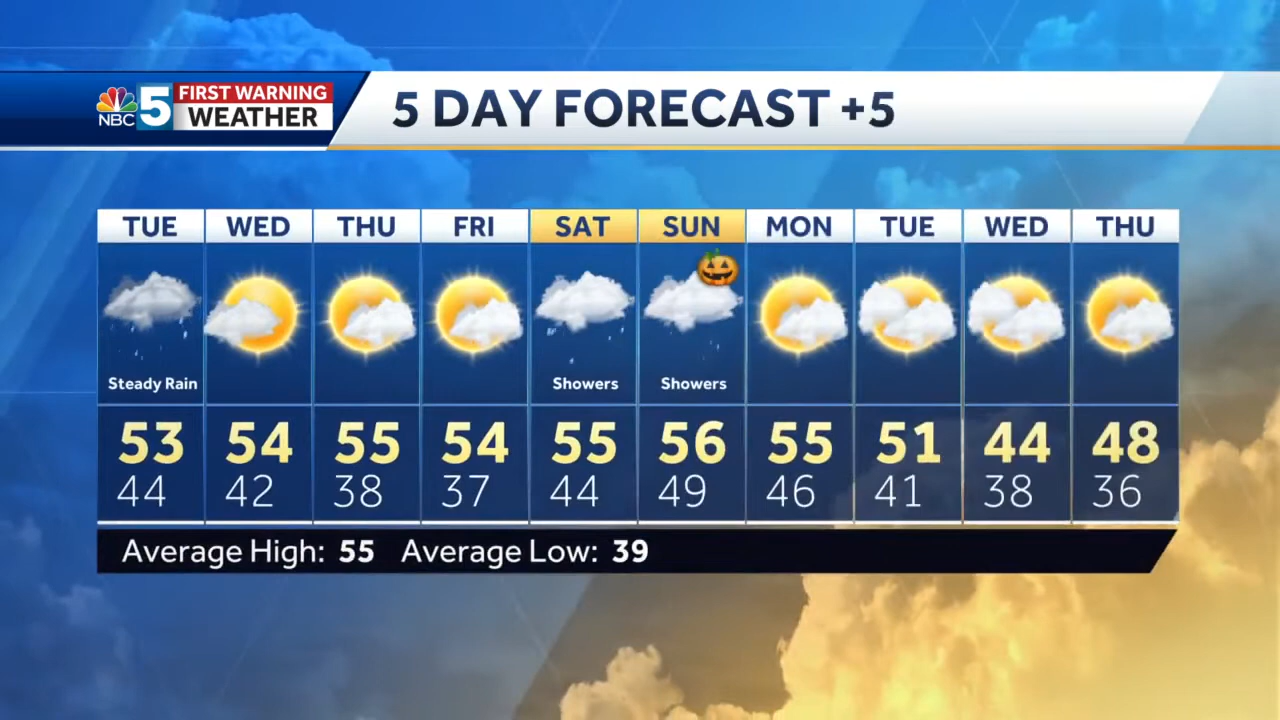 NBC 5 FIRST WARNING
WEATHER
5 DAY FORECAST +5
TUE WED THU FRI SAT SUN MON TUE WED THU
Steady Rain Showers Showers
53 54 55 54 55 56 55 51 44 48
44 42 38 37 44 49 46 41 38 36
Average High: 55 Average Low: 39